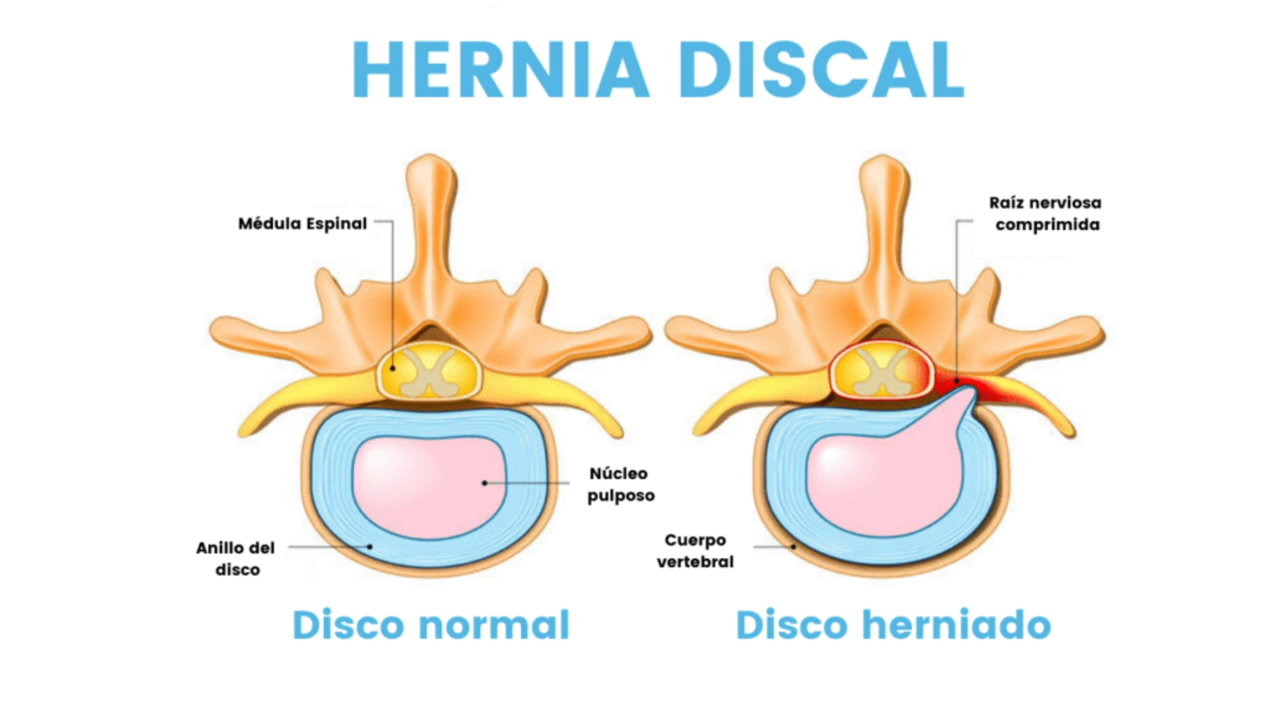 HERNIA DISCAL
Médula Espinal
Raíz nerviosa
comprimida
Núcleo
pulposo
Anillo del
disco
Cuerpo
vertebral
Disco normal
Disco herniado